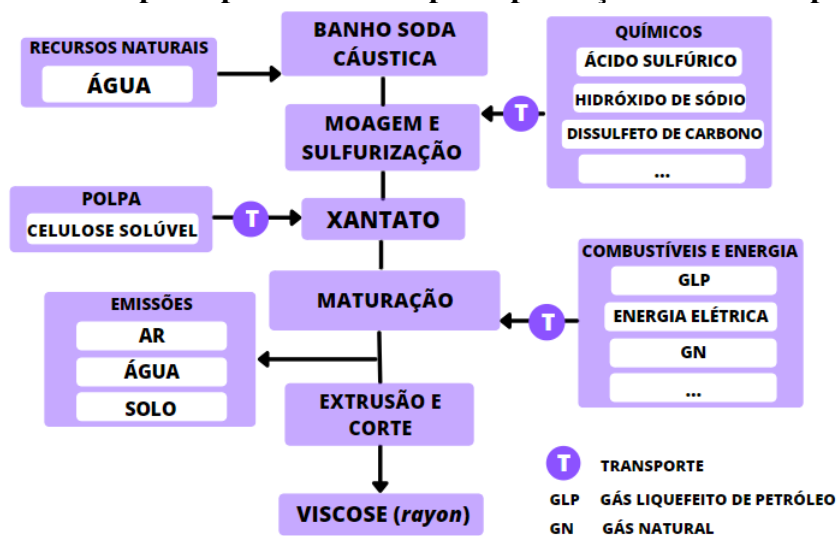 BANHO SODA
CÁUSTICA
RECURSOS NATURAIS
ÁGUA
QUÍMICOS
ÁCIDO SULFÚRICO
HIDRÓXIDO DE SÓDIO
DISSULFETO DE CARBONO
...
T
MOAGEM E
SULFURIZAÇÃO
POLPA
CELULOSE SOLÚVEL
T
XANTATO
COMBUSTÍVEIS E ENERGIA
GLP
ENERGIA ELÉTRICA
GN
...
T
MATURAÇÃO
EMISSÕES
AR
ÁGUA
SOLO
EXTRUSÃO E
CORTE
VISCOSE (rayon)
T TRANSPORTE
GLP GÁS LIQUEFEITO DE PETRÓLEO
GN GÁS NATURAL